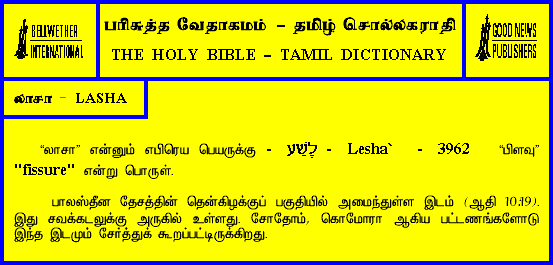 BELLWETHER
INTERNATIONAL
பரிசுத்த வேதாகமம் – தமிழ் சொல்லகராதி
THE HOLY BIBLE – TAMIL DICTIONARY
GOOD NEWS
PUBLISHERS
லாசா – LASHA
“லாசா” என்னும் எபிரெய பெயருக்கு - לֶשַׁע - Lesha` - 3962 “பிளவு”
"fissure" என்று பொருள்.
பாலஸ்தீன தேசத்தின் தென்கிழக்குப் பகுதியில் அமைந்துள்ள இடம் (ஆதி 10:19).
இது சவக்கடலுக்கு அருகில் உள்ளது. சோதோம், கொமோரா ஆகிய பட்டணங்களோடு
இந்த இடமும் சேர்த்துக் கூறப்பட்டிருக்கிறது.